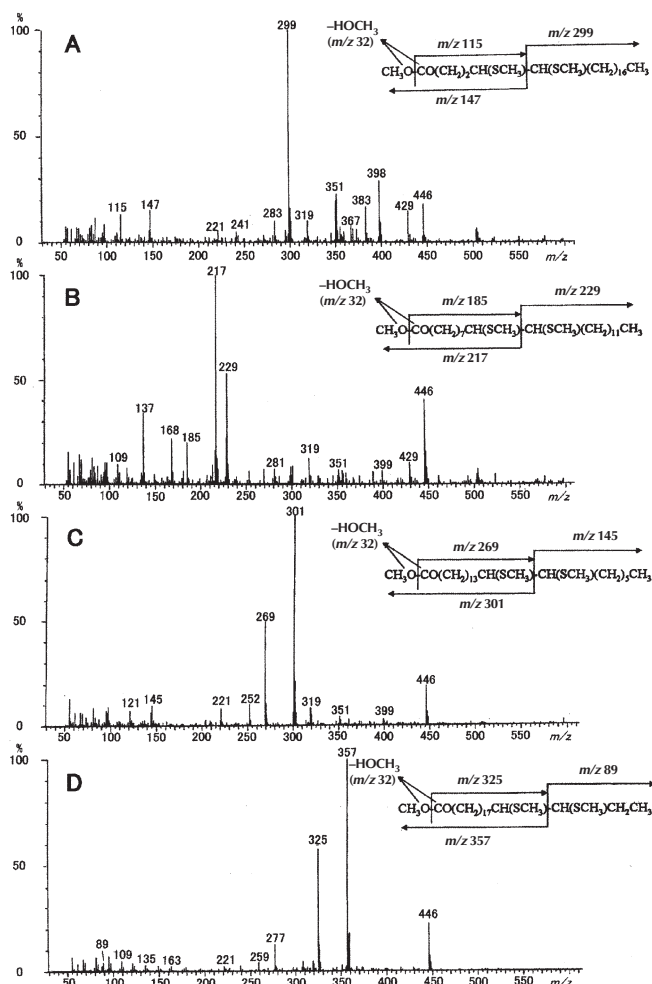 %
100
A
299
–HOCH₃
(m/z 32)
m/z 115
m/z 299
CH₃O–CO(CH₂)₂CH(SCH₃)–CH(SCH₃)(CH₂)₁₆CH₃
m/z 147
50
115
147
221
241
283
319
351
367
383
398
429
446
0
50 100 150 200 250 300 350 400 450 500 550 m/z
%
100
B
217
–HOCH₃
(m/z 32)
m/z 185
m/z 229
CH₃O–CO(CH₂)₇CH(SCH₃)–CH(SCH₃)(CH₂)₁₁CH₃
m/z 217
50
109
137
168
185
229
281
319
351
399
429
446
0
50 100 150 200 250 300 350 400 450 500 550 m/z
%
100
C
301
–HOCH₃
(m/z 32)
m/z 269
m/z 145
CH₃O–CO(CH₂)₁₃CH(SCH₃)–CH(SCH₃)(CH₂)₅CH₃
m/z 301
50
121
145
221
252
269
319
351
399
446
0
50 100 150 200 250 300 350 400 450 500 550 m/z
%
100
D
357
–HOCH₃
(m/z 32)
m/z 325
m/z 89
CH₃O–CO(CH₂)₁₇CH(SCH₃)–CH(SCH₃)CH₂CH₃
m/z 357
50
89
109
135
163
221
259
277
325
446
0
50 100 150 200 250 300 350 400 450 500 550 m/z